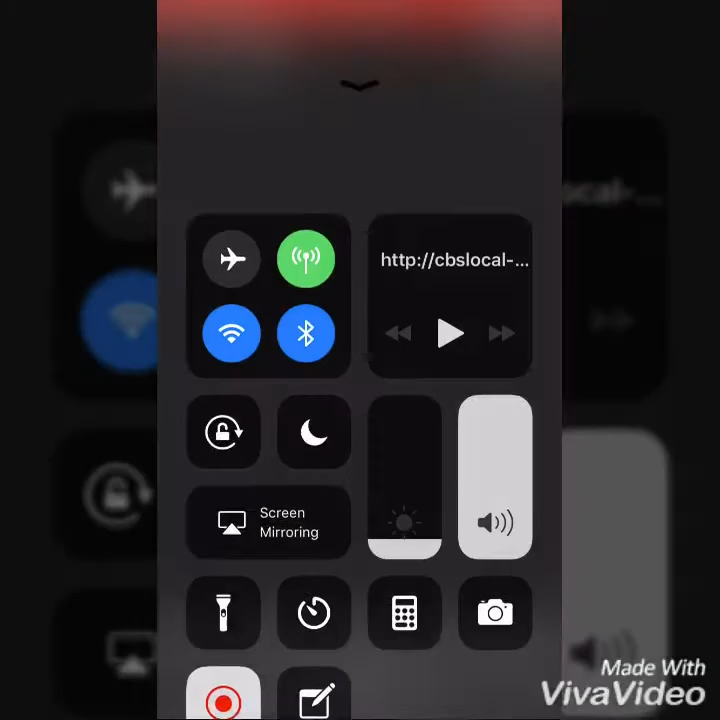 http://cbslocal-...
Screen
Mirroring
Made With
VivaVideo